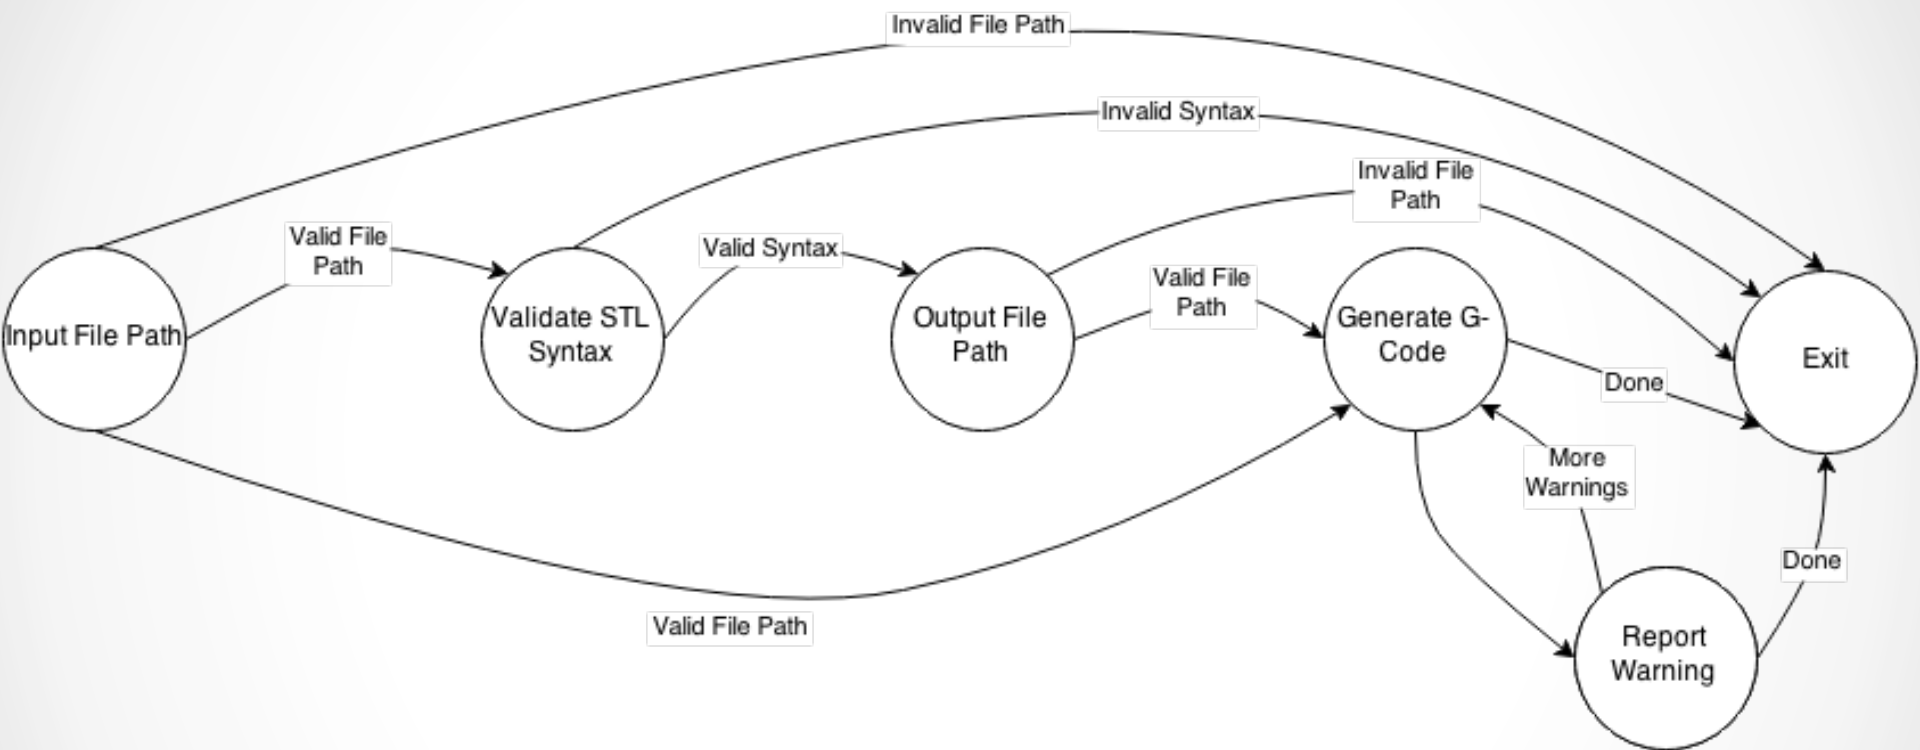 Invalid File Path
Invalid Syntax
Invalid File
Path
Valid File
Path
Valid Syntax
Valid File
Path
Input File Path
Validate STL
Syntax
Output File
Path
Generate G-
Code
Exit
Done
More
Warnings
Done
Valid File Path
Report
Warning